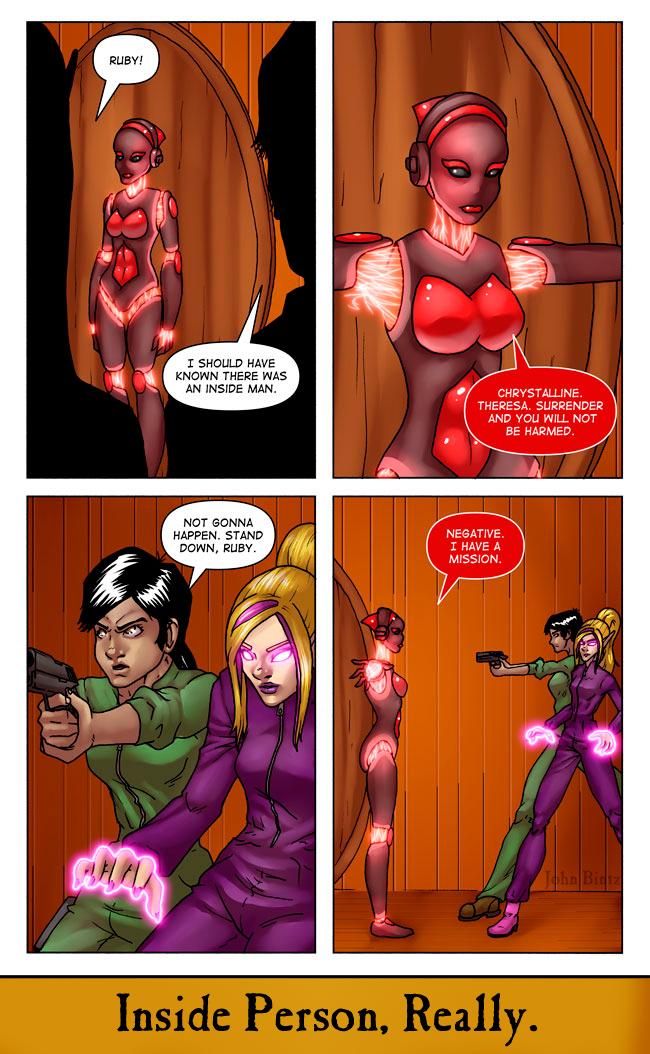 RUBY!
I SHOULD HAVE
KNOWN THERE WAS
AN INSIDE MAN.
CHRYSTALLINE.
THERESA. SURRENDER
AND YOU WILL NOT
BE HARMED.
NOT GONNA
HAPPEN. STAND
DOWN, RUBY.
NEGATIVE.
I HAVE A
MISSION.
John Bintz
Inside Person, Really.